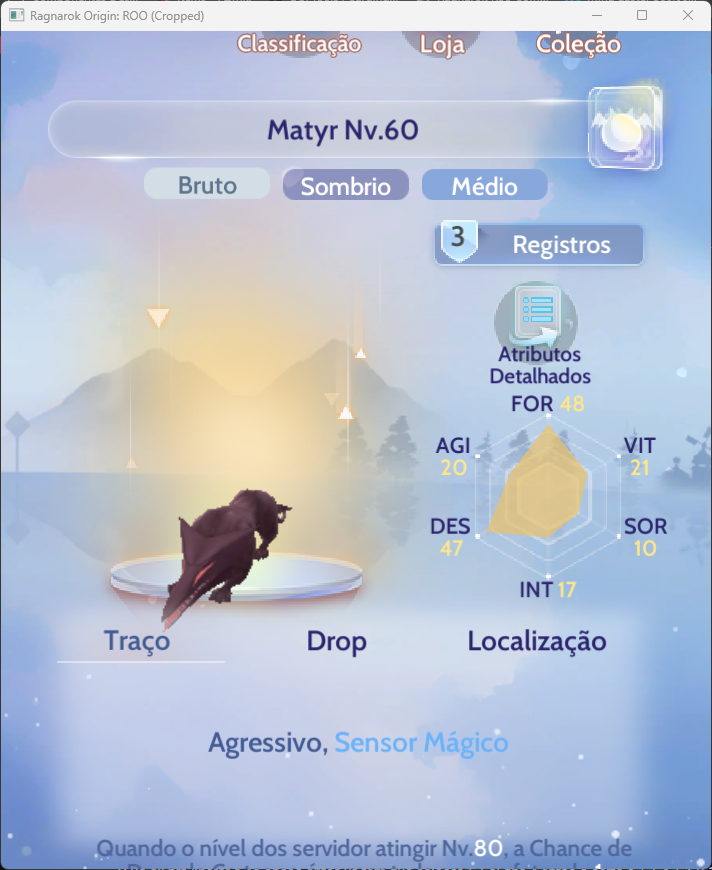 Ragnarok Origin: ROO (Cropped)
Classificação Loja Coleção
Matyr Nv.60
Bruto Sombrio Médio
3 Registros
Atributos
Detalhados
FOR 48
AGI
20
VIT
21
DES
47
SOR
10
INT 17
Traço Drop Localização
Agressivo, Sensor Mágico
Quando o nível dos servidor atingir Nv.80, a Chance de